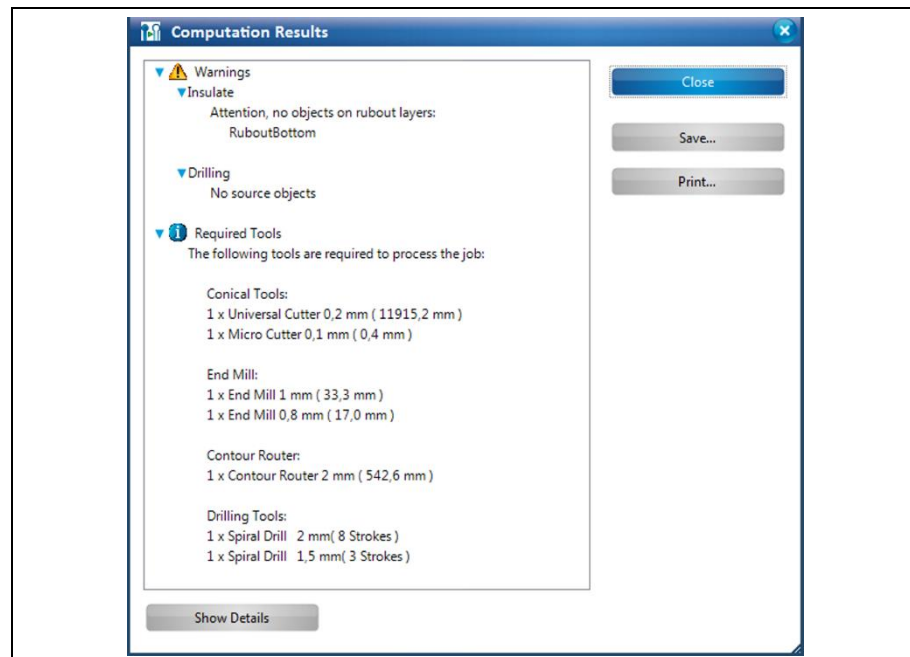 Computation Results
Warnings
Insulate
Attention, no objects on rubout layers:
RuboutBottom
Drilling
No source objects
Required Tools
The following tools are required to process the job:
Conical Tools:
1 x Universal Cutter 0,2 mm ( 11915,2 mm )
1 x Micro Cutter 0,1 mm ( 0,4 mm )
End Mill:
1 x End Mill 1 mm ( 33,3 mm )
1 x End Mill 0,8 mm ( 17,0 mm )
Contour Router:
1 x Contour Router 2 mm ( 542,6 mm )
Drilling Tools:
1 x Spiral Drill 2 mm( 8 Strokes )
1 x Spiral Drill 1,5 mm( 3 Strokes )
Close
Save...
Print...
Show Details